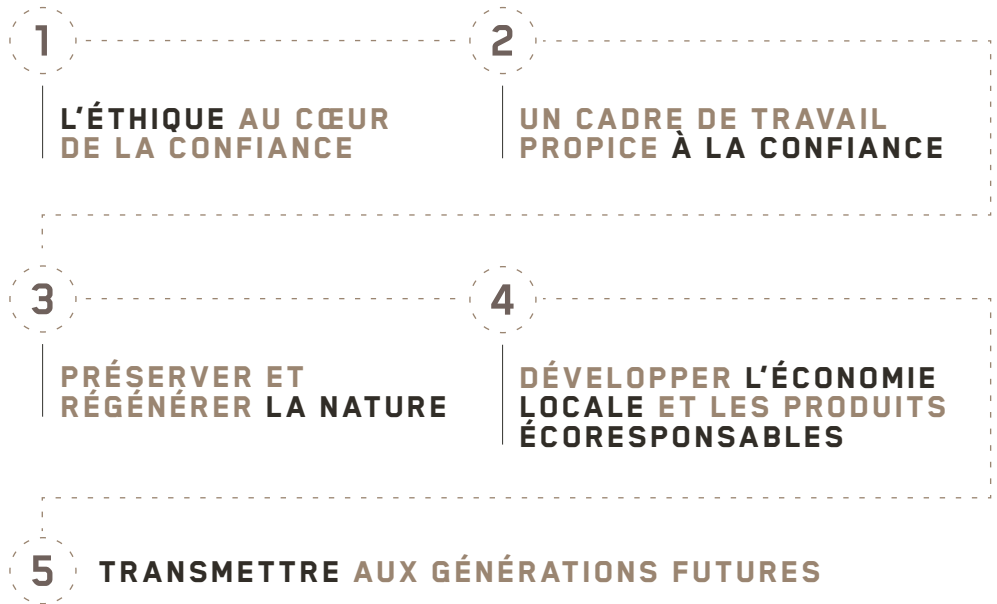 1
L'ÉTHIQUE AU CŒUR
DE LA CONFIANCE
2
UN CADRE DE TRAVAIL
PROPICE À LA CONFIANCE
3
PRÉSERVER ET
RÉGÉNÉRER LA NATURE
4
DÉVELOPPER L'ÉCONOMIE
LOCALE ET LES PRODUITS
ÉCORESPONSABLES
5
TRANSMETTRE AUX GÉNÉRATIONS FUTURES